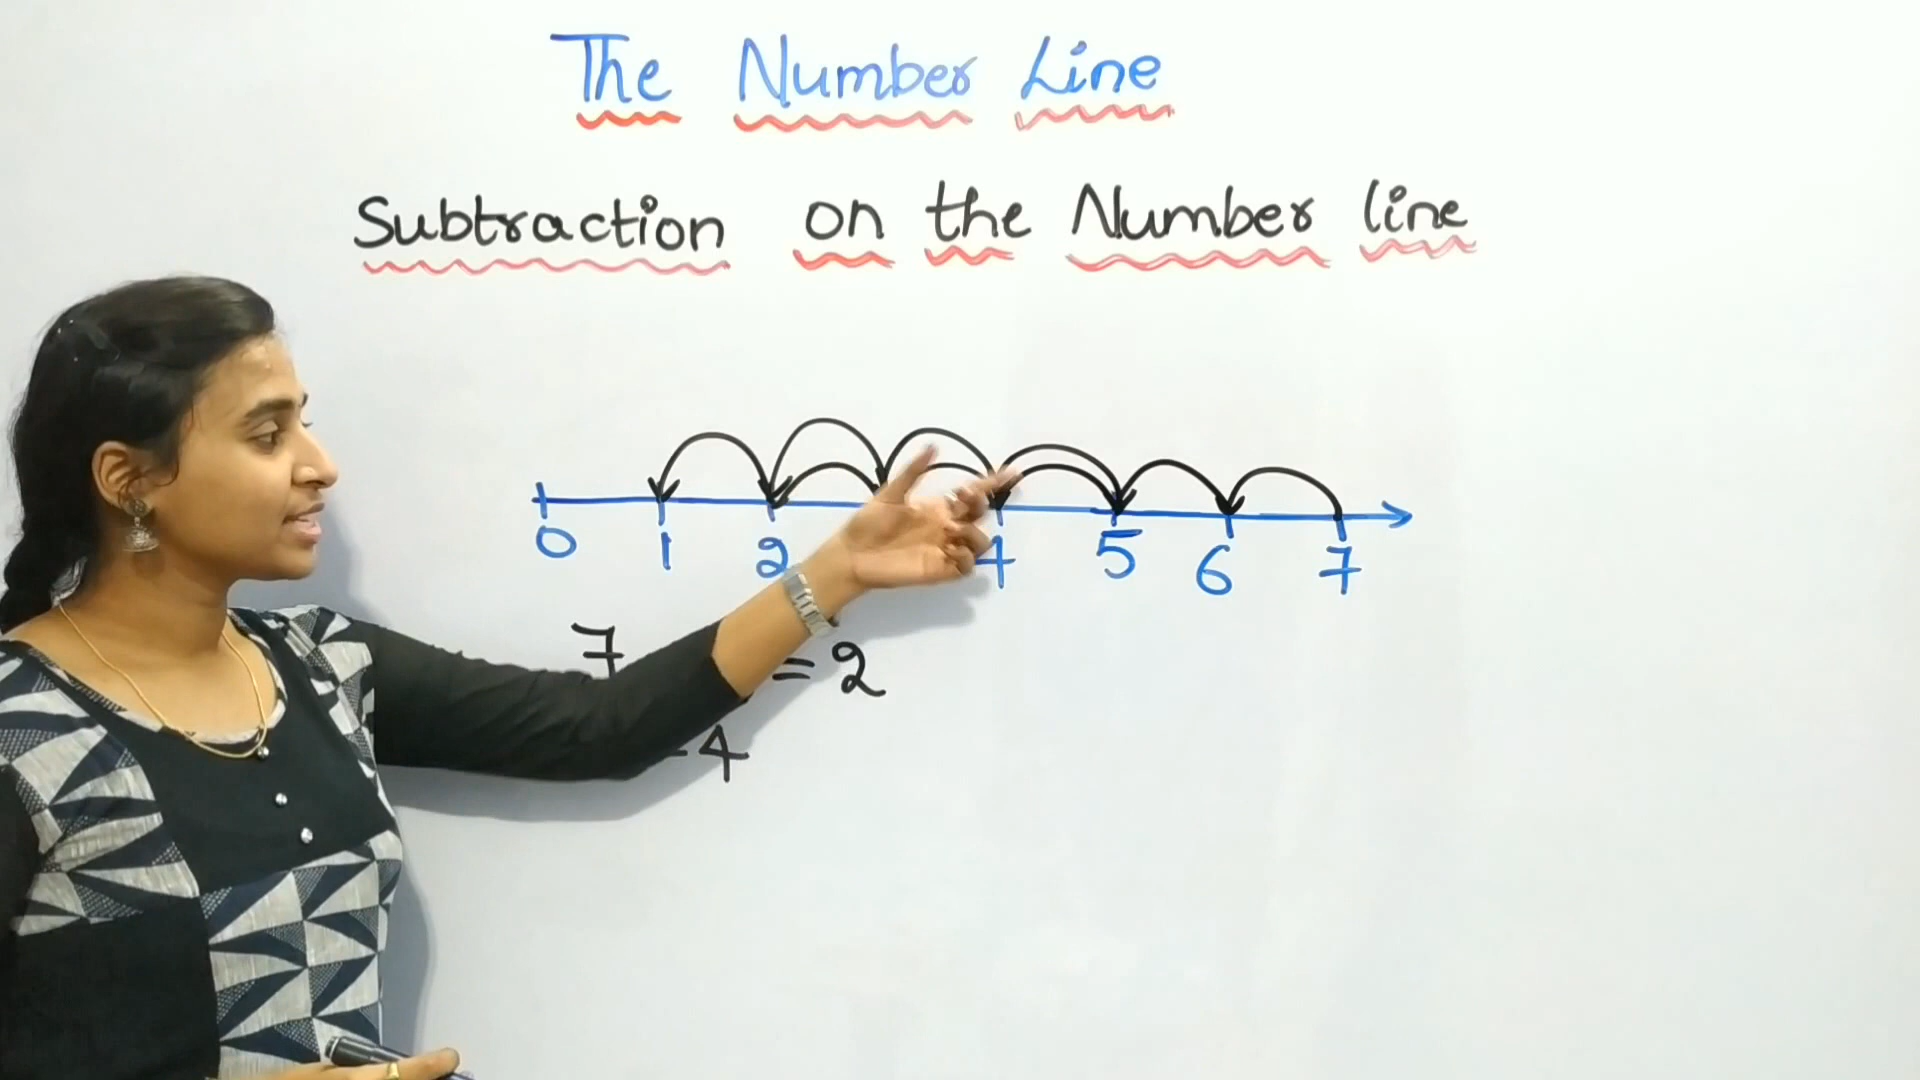 The Number Line
Subtraction on the Number line
0 1 2 4 5 6 7
7 = 2
- 4